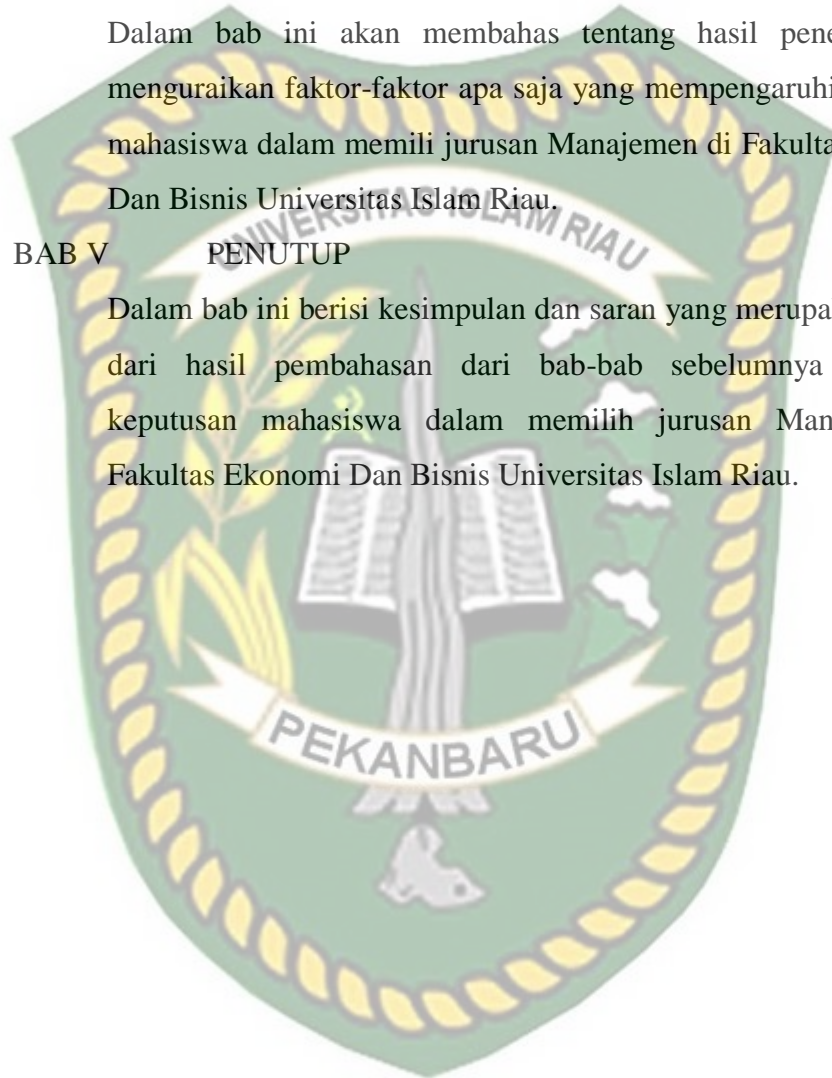 Dalam bab ini akan membahas tentang hasil pene
menguraikan faktor-faktor apa saja yang mempengaruhi
mahasiswa dalam memili jurusan Manajemen di Fakulta
Dan Bisnis Universitas Islam Riau.
UNIVERSITAS ISLAM RIAU
BAB V PENUTUP
Dalam bab ini berisi kesimpulan dan saran yang merupa
dari hasil pembahasan dari bab-bab sebelumnya
keputusan mahasiswa dalam memilih jurusan Man
Fakultas Ekonomi Dan Bisnis Universitas Islam Riau.
PEKANBARU